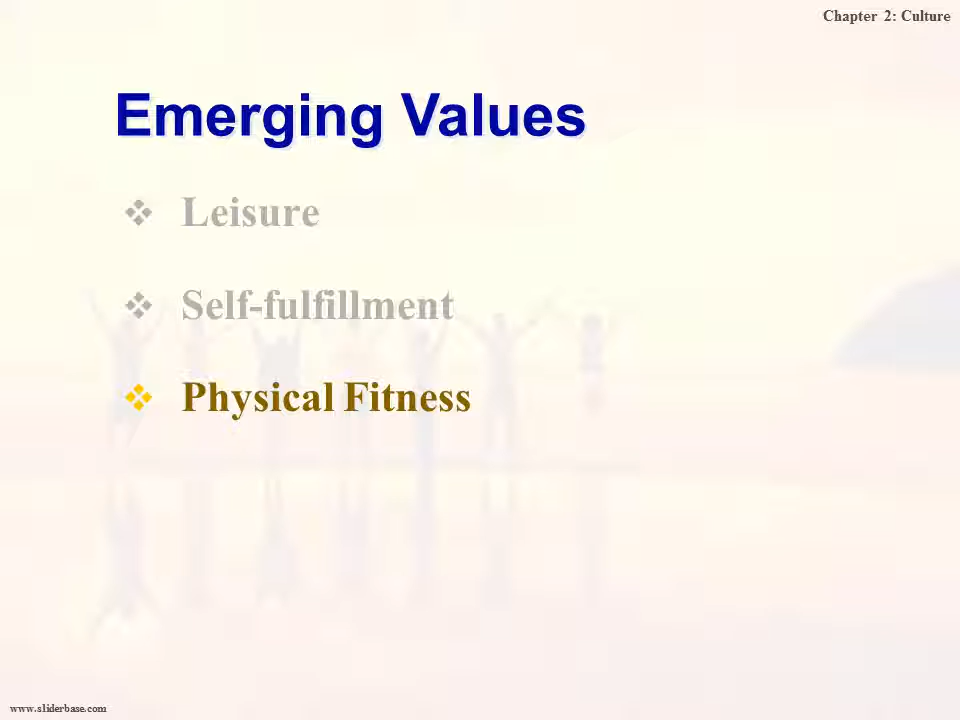 Chapter 2: Culture
Emerging Values
❖ Leisure
❖ Self-fulfillment
❖ Physical Fitness
www.sliderbase.com